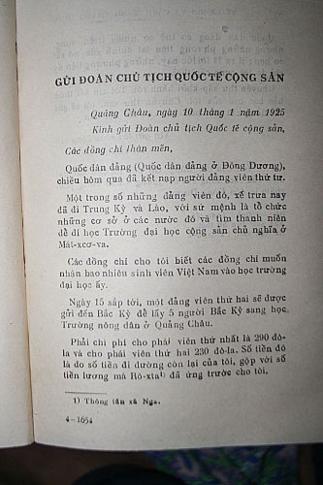 GỬI ĐOÀN CHỦ TỊCH QUỐC TẾ CỘNG SẢN
Quảng Châu, ngày 10 tháng 1 năm 1925
Kính gửi Đoàn chủ tịch Quốc tế cộng sản,
Các đồng chí thân mến,
Quốc dân đảng (Quốc dân đảng ở Đông Dương),
chiều hôm qua đã kết nạp người đảng viên thứ tư.
Một trong số những đảng viên đó, xế trưa nay
đã đi Trung Kỳ và Lào, với sứ mệnh là tổ chức
những cơ sở ở các nước đó và tìm thanh niên
để đi học Trường đại học cộng sản chủ nghĩa ở
Mát-xcơ-va.
Các đồng chí cho tôi biết các đồng chí muốn
nhận bao nhiêu sinh viên Việt Nam vào học trường
đại học ấy.
Ngày 15 sắp tới, một đảng viên thứ hai sẽ được
gửi đến Bắc Kỳ để lấy 5 người Bắc Kỳ sang học
Trường nông dân ở Quảng Châu.
Phải chi phí cho phái viên thứ nhất là 290 đô-
la và cho phái viên thứ hai 230 đô-la. Số tiền đó
là do số tiền đi đường còn lại của tôi, góp với số
tiền lương mà Rô-xta¹) đã ứng trước cho tôi.
1) Thông tấn xã Nga.
4-1654